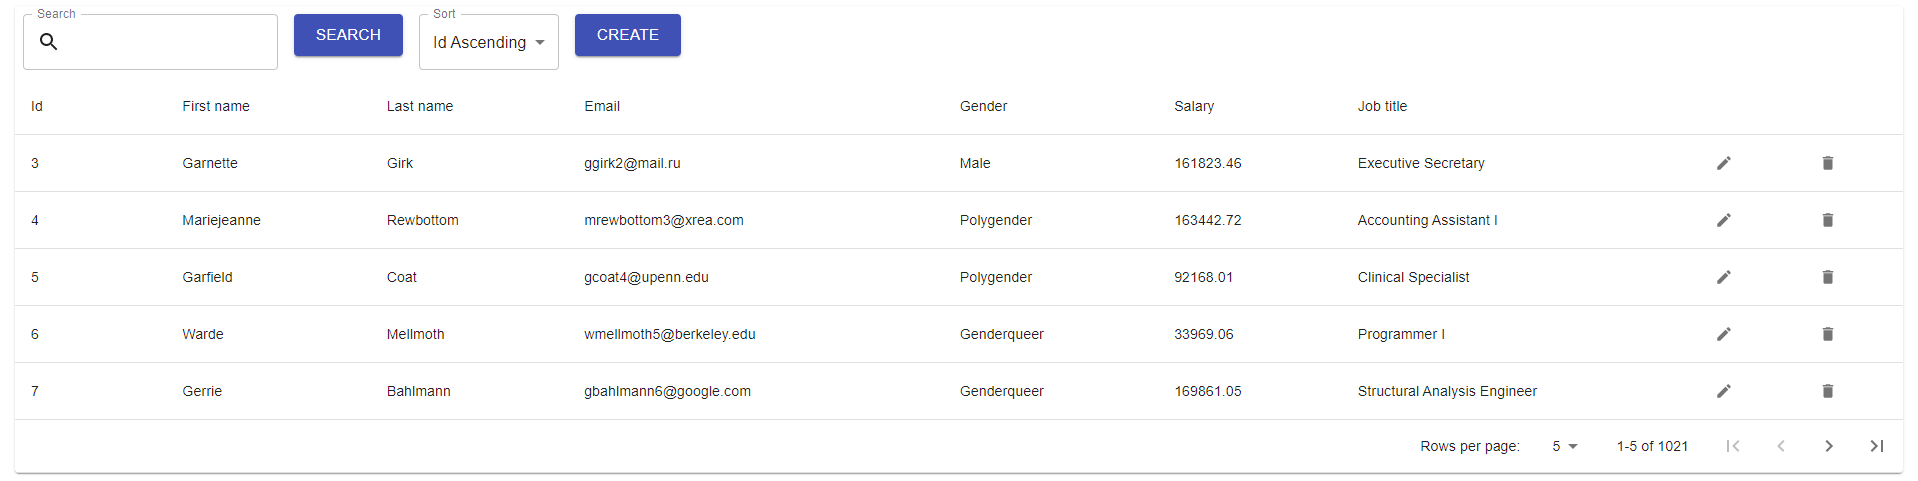 Search
SEARCH
Sort
Id Ascending
CREATE
Id First name Last name Email Gender Salary Job title
3 Garnette Girk ggirk2@mail.ru Male 161823.46 Executive Secretary
4 Mariejeanne Rewbottom mrewbottom3@xrea.com Polygender 163442.72 Accounting Assistant I
5 Garfield Coat gcoat4@upenn.edu Polygender 92168.01 Clinical Specialist
6 Warde Mellmoth wmellmoth5@berkeley.edu Genderqueer 33969.06 Programmer I
7 Gerrie Bahlmann gbahlmann6@google.com Genderqueer 169861.05 Structural Analysis Engineer
Rows per page: 5 1-5 of 1021